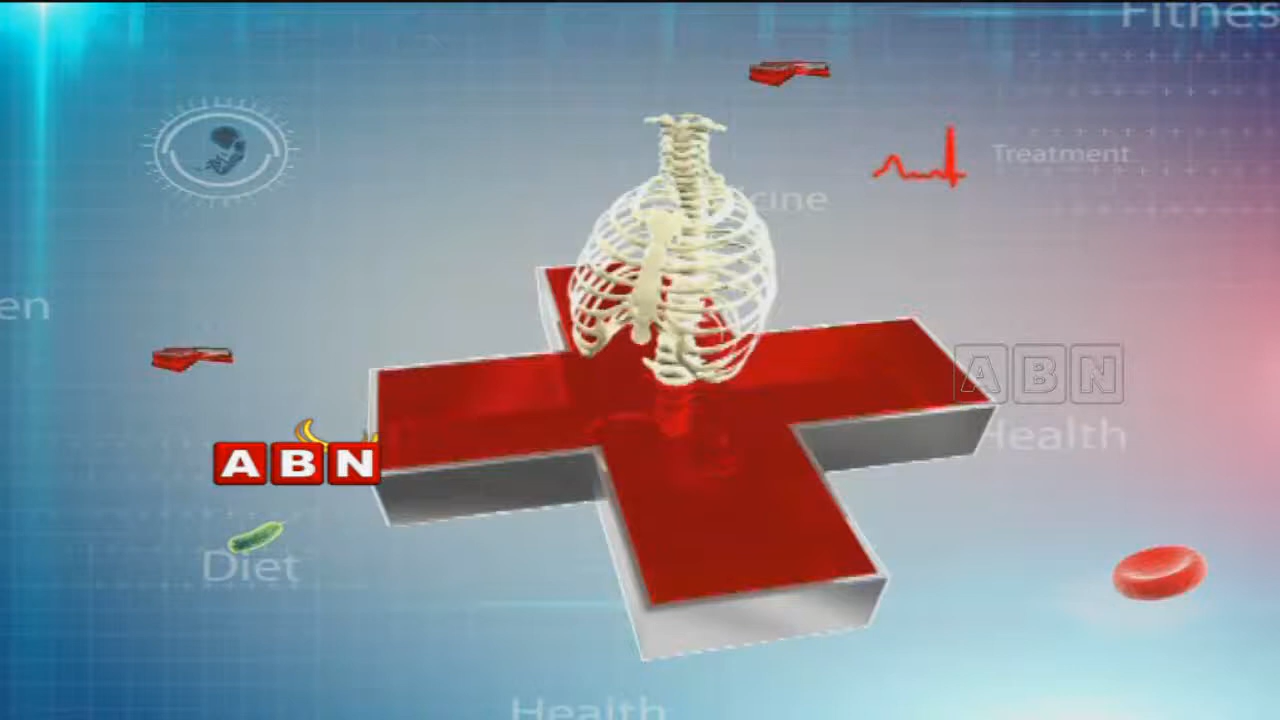 Fitnes
Treatment
cine
en
ABN
Health
ABN
Diet
Health